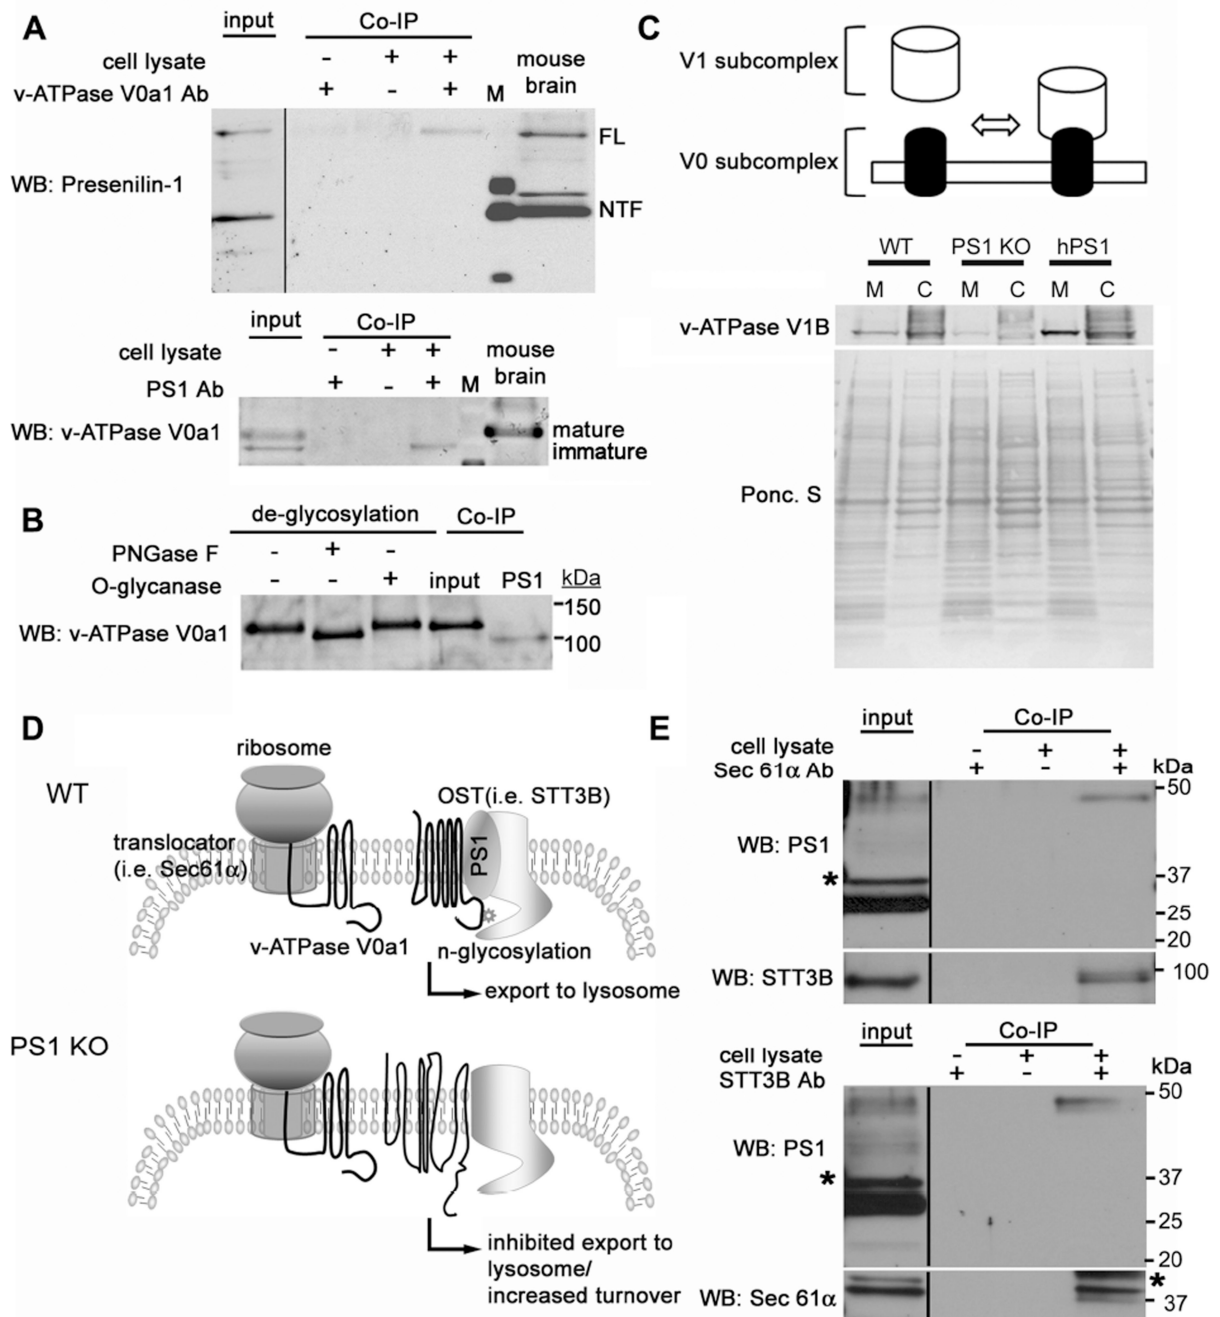 A
input
Co-IP
cell lysate - + +
v-ATPase V0a1 Ab + - + M
mouse
brain
WB: Presenilin-1
FL
NTF
input
Co-IP
cell lysate - + +
PS1 Ab + - + M
mouse
brain
WB: v-ATPase V0a1
mature
immature
B
de-glycosylation
Co-IP
PNGase F - + -
O-glycanase - - + input PS1 kDa
WB: v-ATPase V0a1
150
100
C
V1 subcomplex
V0 subcomplex
WT PS1 KO hPS1
M C M C M C
v-ATPase V1B
Ponc. S
D
WT
ribosome
translocator
(i.e. Sec61α)
OST(i.e. STT3B)
PS1
v-ATPase V0a1
n-glycosylation
export to lysosome
PS1 KO
inhibited export to
lysosome/
increased turnover
E
input
Co-IP
cell lysate - + +
Sec 61α Ab + - + kDa
50
WB: PS1
* 37
25
20
WB: STT3B
100
input
Co-IP
cell lysate - + +
STT3B Ab + - + kDa
50
WB: PS1
* 37
25
20
*
WB: Sec 61α
37